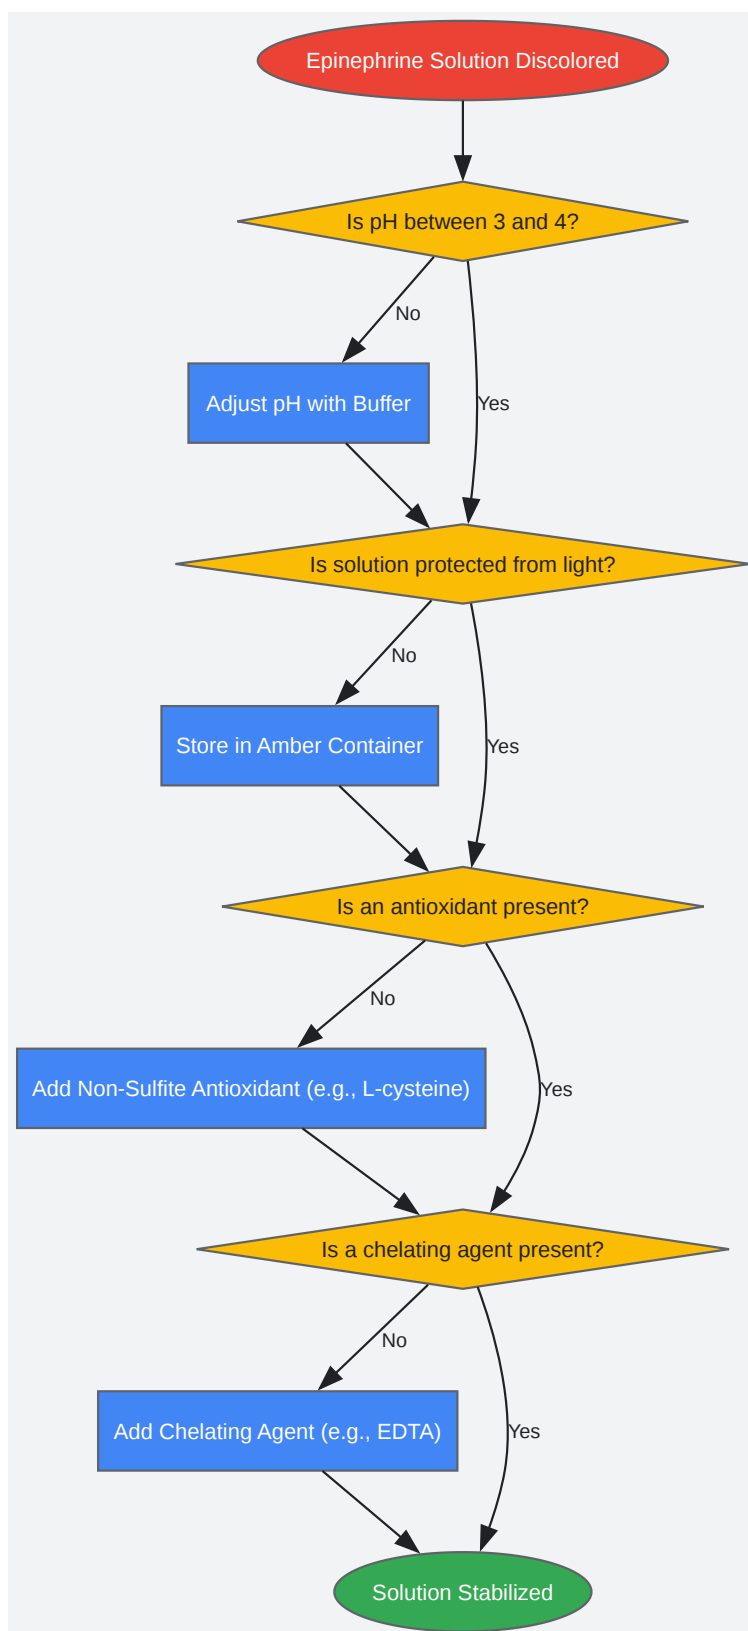 Epinephrine Solution Discolored
Is pH between 3 and 4?
No
Adjust pH with Buffer
Yes
Is solution protected from light?
No
Store in Amber Container
Yes
Is an antioxidant present?
No
Add Non-Sulfite Antioxidant (e.g., L-cysteine)
Yes
Is a chelating agent present?
No
Add Chelating Agent (e.g., EDTA)
Yes
Solution Stabilized